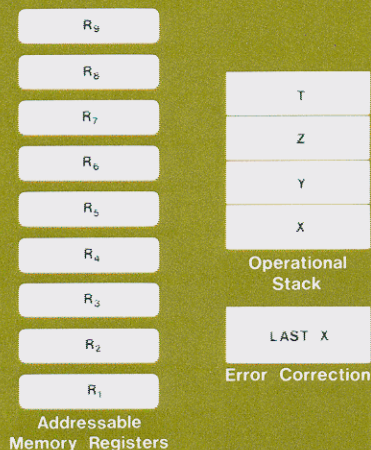 R₉
R₈
R₇
R₆
R₅
R₄
R₃
R₂
R₁
Addressable
Memory Registers
T
Z
Y
X
Operational
Stack
LAST X
Error Correction